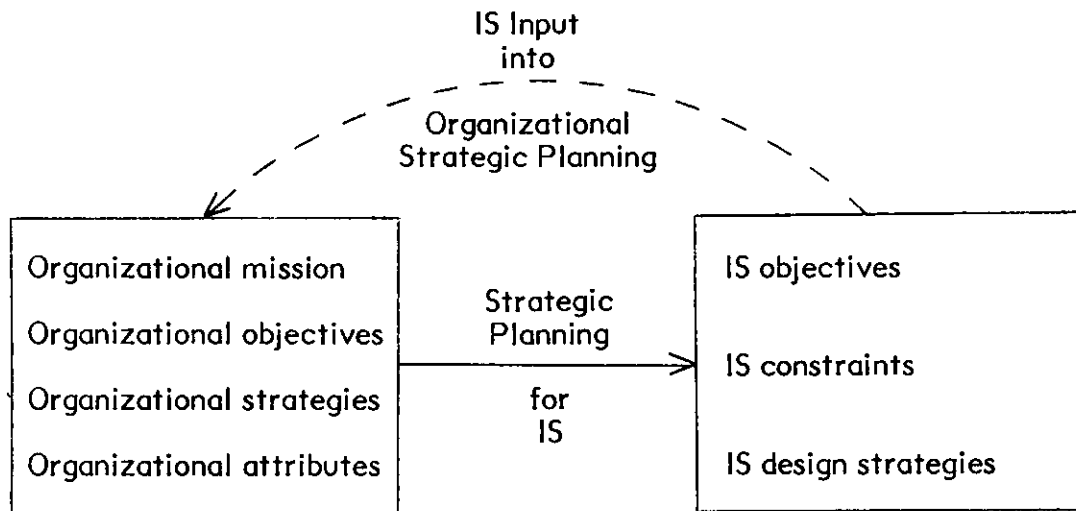 IS Input
into
Organizational
Strategic Planning
Organizational mission
Organizational objectives
Organizational strategies
Organizational attributes
Strategic
Planning
for
IS
IS objectives
IS constraints
IS design strategies